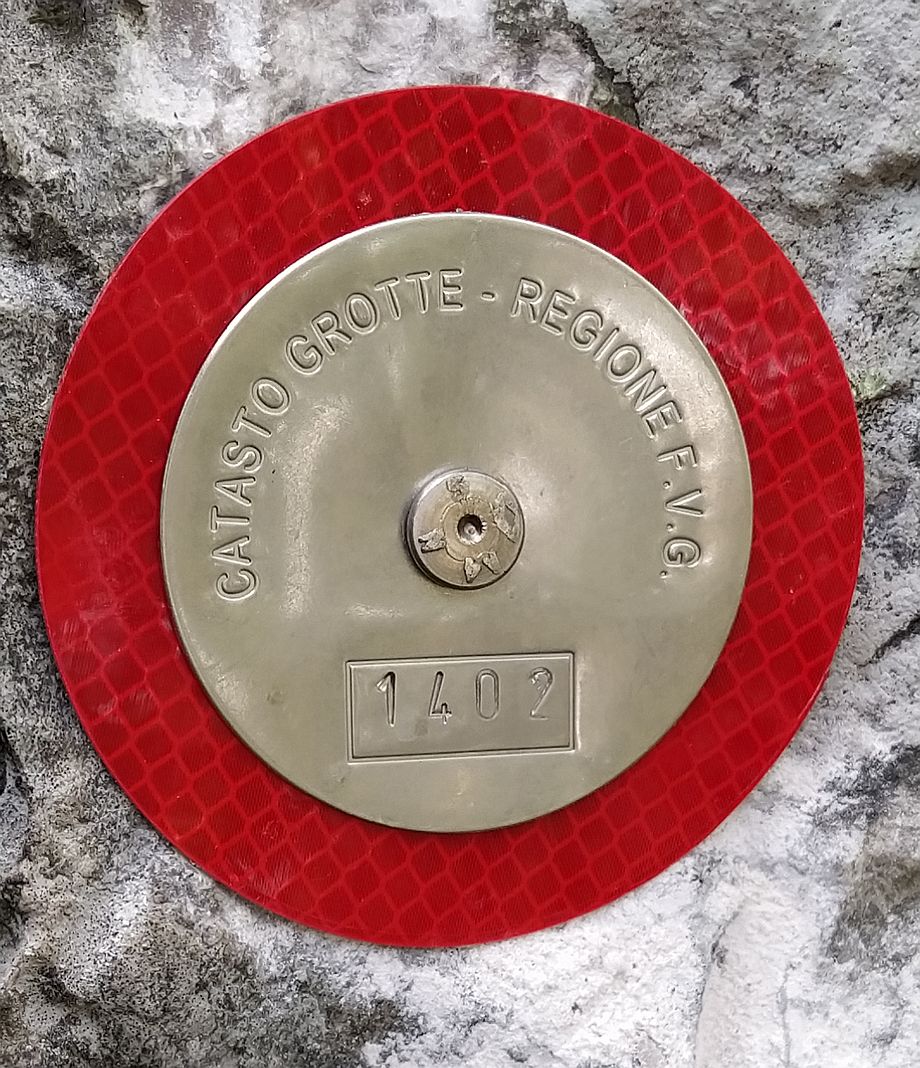 CATASTO GROTTE - REGIONE F.V.G.
1402